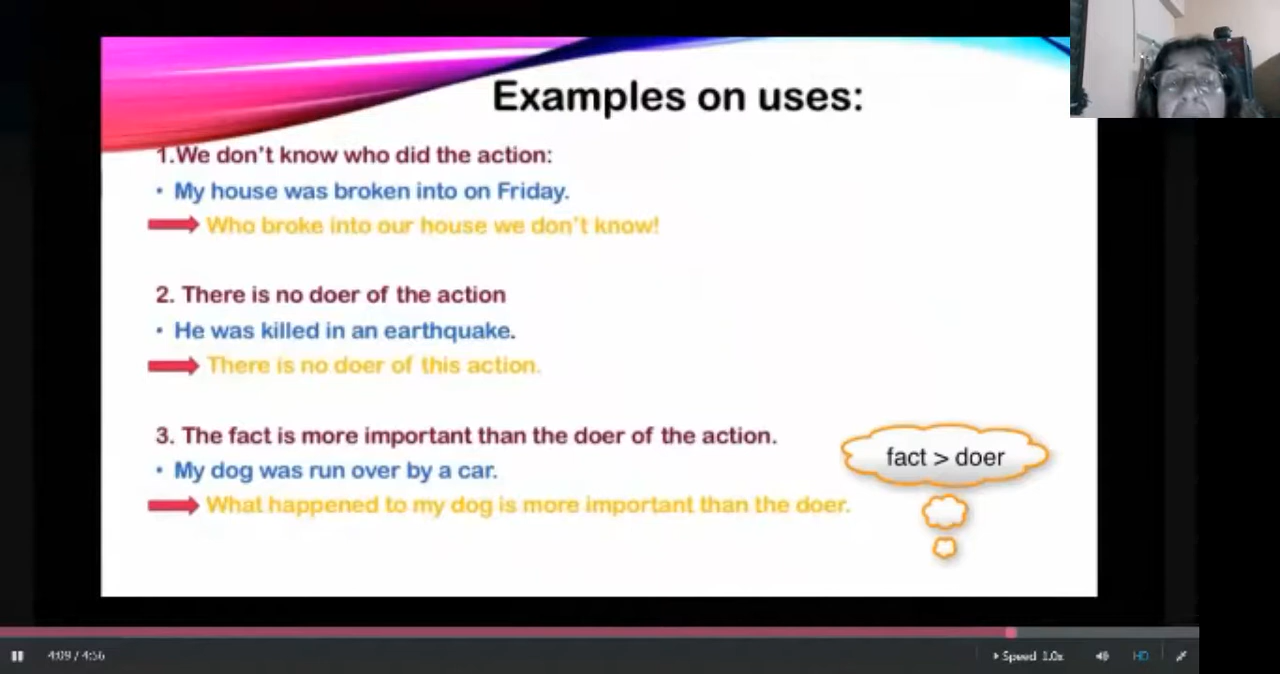 Examples on uses:
1.We don't know who did the action:
• My house was broken into on Friday.
Who broke into our house we don't know!
2. There is no doer of the action
• He was killed in an earthquake.
There is no doer of this action.
3. The fact is more important than the doer of the action.
• My dog was run over by a car.
What happened to my dog is more important than the doer.
fact > doer
4:09 / 4:56
Speed 1.0x
HD